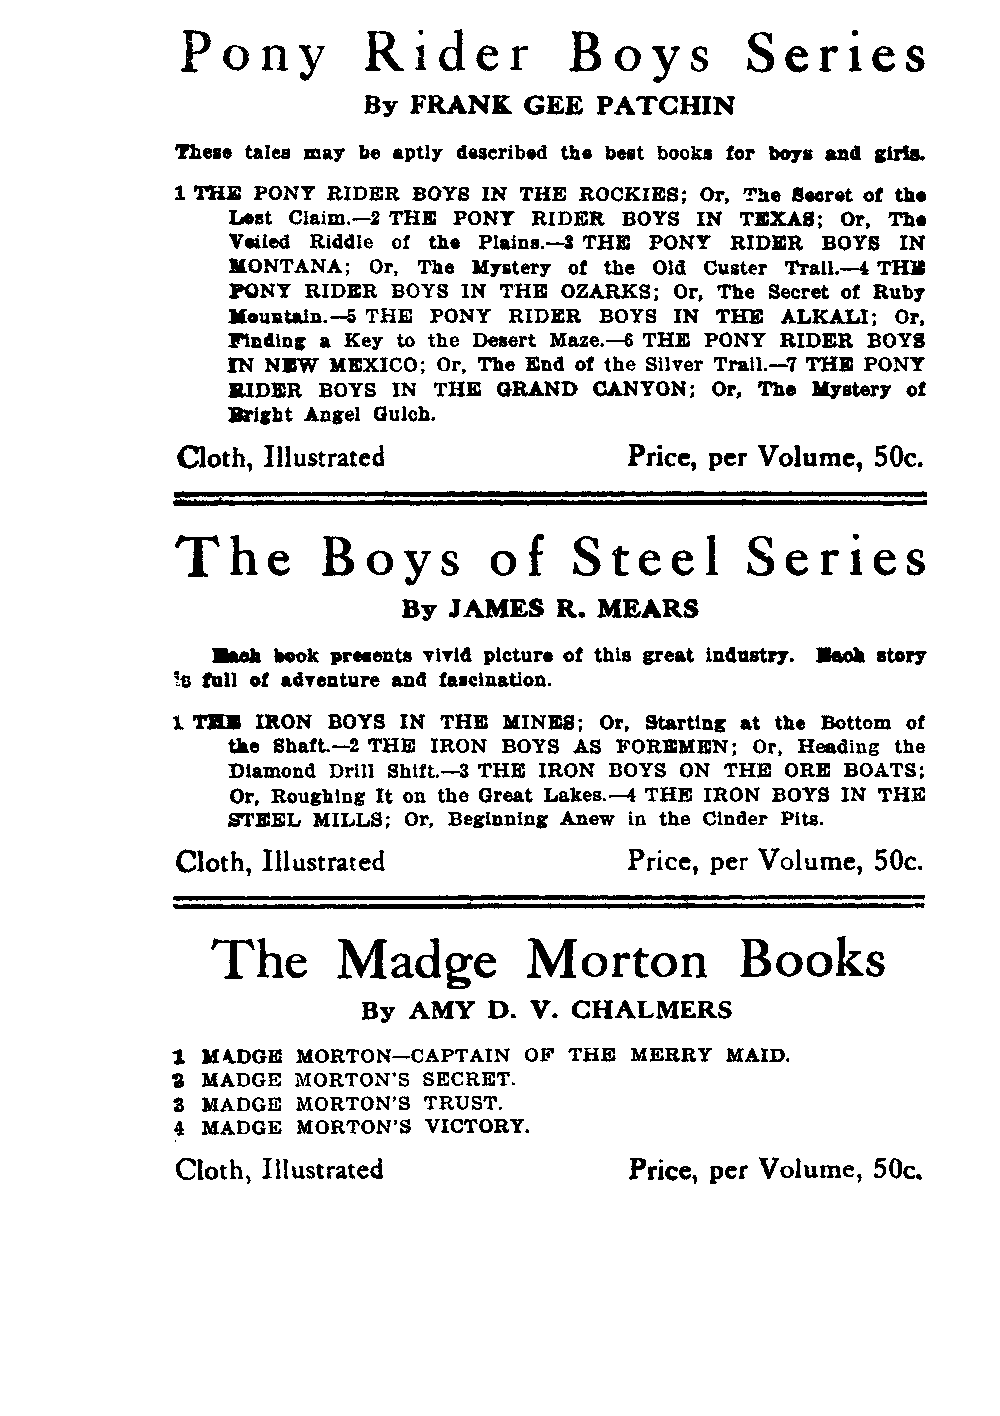 Pony Rider Boys Series
By FRANK GEE PATCHIN
These tales may be aptly described the best books for boys and girls.
1 THE PONY RIDER BOYS IN THE ROCKIES; Or, The Secret of the
Lost Claim.—2 THE PONY RIDER BOYS IN TEXAS; Or, The
Veiled Riddle of the Plains.—3 THE PONY RIDER BOYS IN
MONTANA; Or, The Mystery of the Old Custer Trail.—4 THE
PONY RIDER BOYS IN THE OZARKS; Or, The Secret of Ruby
Mountain.—5 THE PONY RIDER BOYS IN THE ALKALI; Or,
Finding a Key to the Desert Maze.—6 THE PONY RIDER BOYS
IN NEW MEXICO; Or, The End of the Silver Trail.—7 THE PONY
RIDER BOYS IN THE GRAND CANYON; Or, The Mystery of
Bright Angel Gulch.
Cloth, Illustrated Price, per Volume, 50c.
The Boys of Steel Series
By JAMES R. MEARS
Each book presents vivid picture of this great industry. Each story
is full of adventure and fascination.
1 THE IRON BOYS IN THE MINES; Or, Starting at the Bottom of
the Shaft.—2 THE IRON BOYS AS FOREMEN; Or, Heading the
Diamond Drill Shift.—3 THE IRON BOYS ON THE ORE BOATS;
Or, Roughing It on the Great Lakes.—4 THE IRON BOYS IN THE
STEEL MILLS; Or, Beginning Anew in the Cinder Pits.
Cloth, Illustrated Price, per Volume, 50c.
The Madge Morton Books
By AMY D. V. CHALMERS
1 MADGE MORTON—CAPTAIN OF THE MERRY MAID.
2 MADGE MORTON'S SECRET.
3 MADGE MORTON'S TRUST.
4 MADGE MORTON'S VICTORY.
Cloth, Illustrated Price, per Volume, 50c.